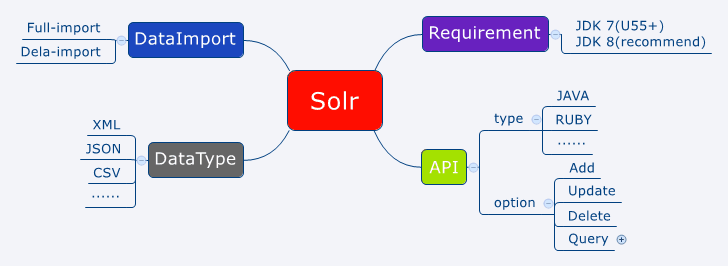 Full-import
Dela-import
DataImport
Requirement
JDK 7(U55+)
JDK 8(recommend)
Solr
XML
JSON
CSV
......
DataType
API
type
JAVA
RUBY
......
option
Add
Update
Delete
Query